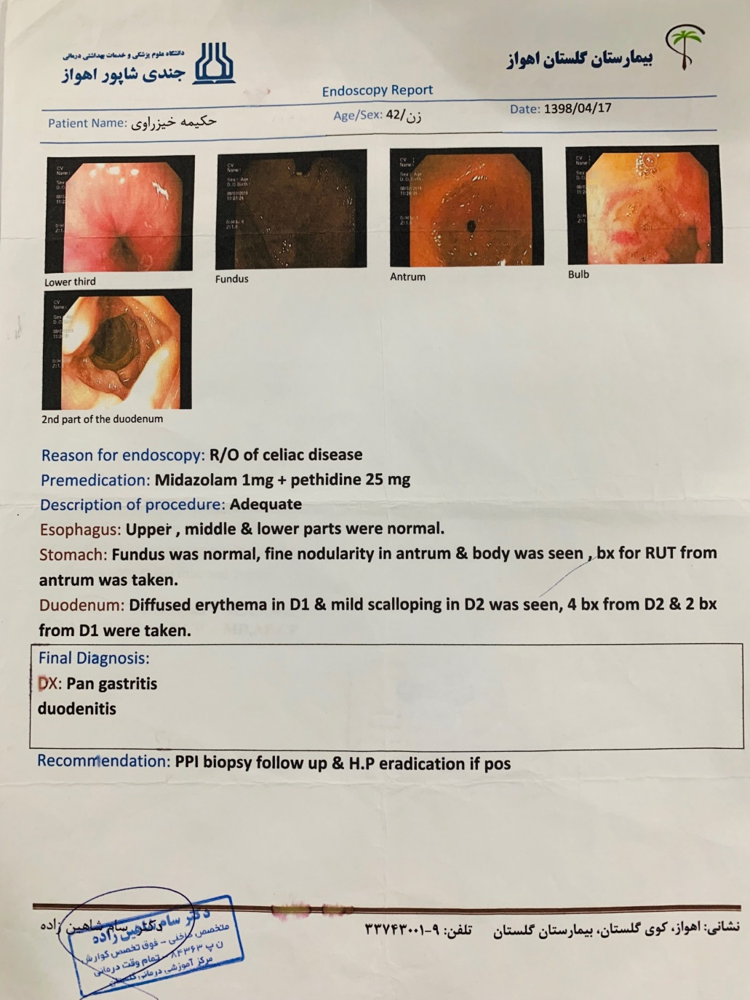 دانشگاه علوم پزشکی و خدمات بهداشتی درمانی
جندی شاپور اهواز
بیمارستان گلستان اهواز
Endoscopy Report
Patient Name: حکیمه خیزراوی
Age/Sex: 42/زن
Date: 1398/04/17
Lower third
Fundus
Antrum
Bulb
2nd part of the duodenum
Reason for endoscopy: R/O of celiac disease
Premedication: Midazolam 1mg + pethidine 25 mg
Description of procedure: Adequate
Esophagus: Upper , middle & lower parts were normal.
Stomach: Fundus was normal, fine nodularity in antrum & body was seen , bx for RUT from
antrum was taken.
Duodenum: Diffused erythema in D1 & mild scalloping in D2 was seen, 4 bx from D2 & 2 bx
from D1 were taken.
Final Diagnosis:
DX: Pan gastritis
duodenitis
Recommendation: PPI biopsy follow up & H.P eradication if pos
نشانی: اهواز، کوی گلستان، بیمارستان گلستان تلفن: ۹-۳۳۷۴۳۰۰۱
دکتر سام شاهین زاده
دکتر سام شاهین زاده
متخصص داخلی - فوق تخصص گوارش
ن پ ۸۴۳۶۳ - تمام وقت درمانی
مرکز آموزشی درمانی گلستان